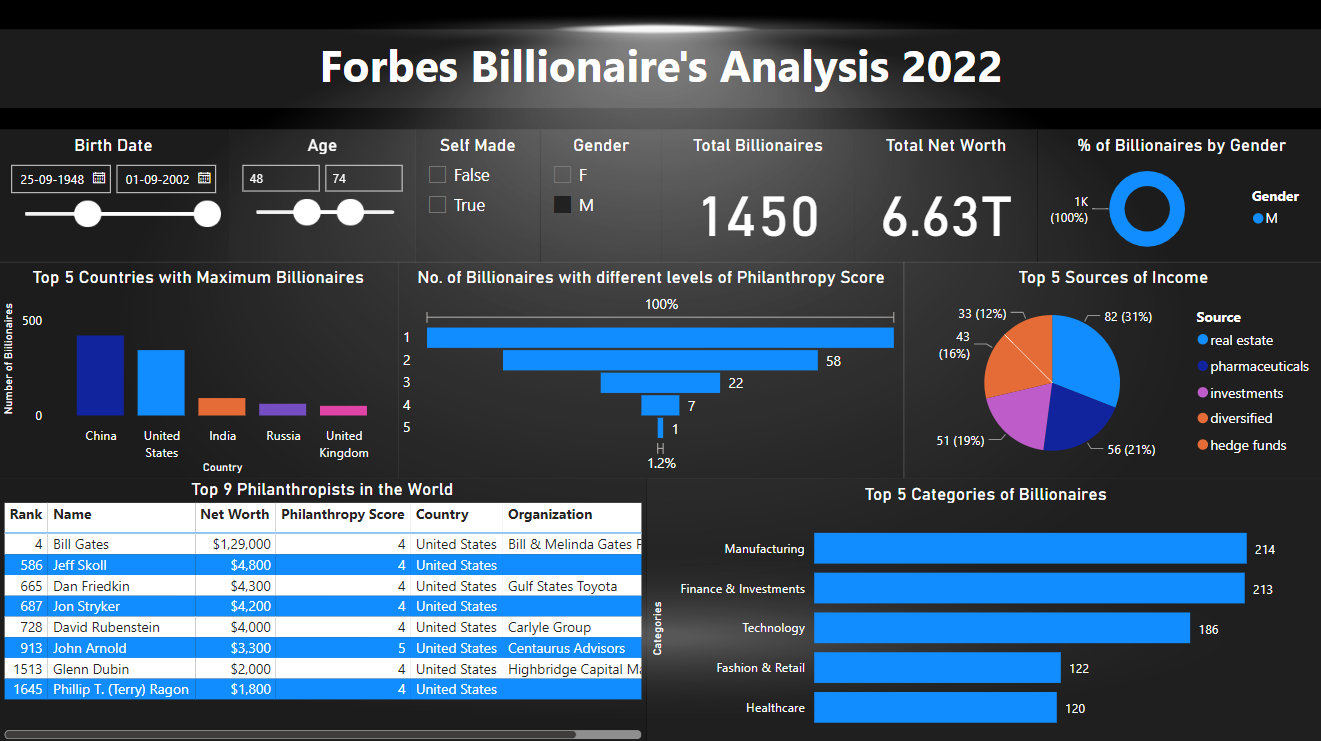 Forbes Billionaire's Analysis 2022
Birth Date
25-09-1948
01-09-2002
Age
48
74
Self Made
False
True
Gender
F
M
Total Billionaires
1450
Total Net Worth
6.63T
% of Billionaires by Gender
1K
(100%)
Gender
M
Top 5 Countries with Maximum Billionaires
Number of Billionaires
500
0
China
United
States
India
Russia
United
Kingdom
Country
No. of Billionaires with different levels of Philanthropy Score
100%
1
2
58
3
22
4
7
5
1
1.2%
Top 5 Sources of Income
33 (12%)
82 (31%)
43
(16%)
51 (19%)
56 (21%)
Source
real estate
pharmaceuticals
investments
diversified
hedge funds
Top 9 Philanthropists in the World
Rank Name Net Worth Philanthropy Score Country Organization
4 Bill Gates $1,29,000 4 United States Bill & Melinda Gates F
586 Jeff Skoll $4,800 4 United States
665 Dan Friedkin $4,300 4 United States Gulf States Toyota
687 Jon Stryker $4,200 4 United States
728 David Rubenstein $4,000 4 United States Carlyle Group
913 John Arnold $3,300 5 United States Centaurus Advisors
1513 Glenn Dubin $2,000 4 United States Highbridge Capital Ma
1645 Phillip T. (Terry) Ragon $1,800 4 United States
Top 5 Categories of Billionaires
Categories
Manufacturing 214
Finance & Investments 213
Technology 186
Fashion & Retail 122
Healthcare 120